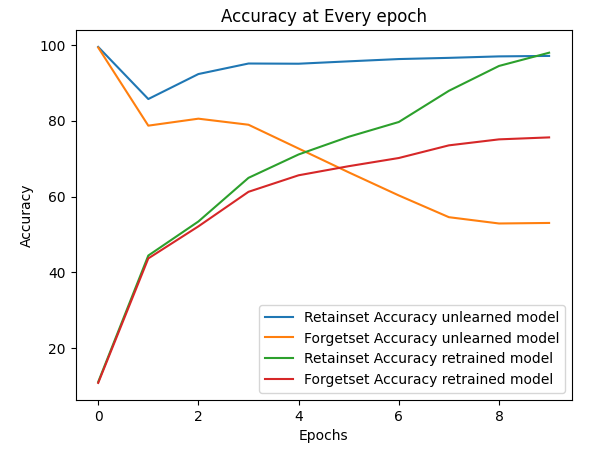 Accuracy at Every epoch
100
80
60
40
20
Accuracy
0
2
4
6
8
Epochs
Retainset Accuracy unlearned model
Forgetset Accuracy unlearned model
Retainset Accuracy retrained model
Forgetset Accuracy retrained model